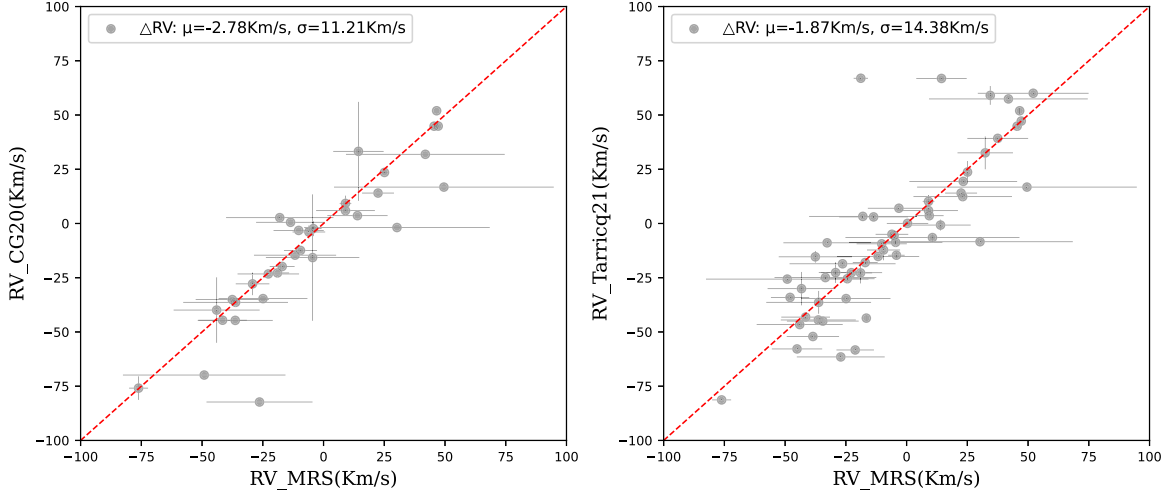 △RV: μ=-2.78Km/s, σ=11.21Km/s
100
75
50
25
0
−25
−50
−75
−100
RV_CG20(Km/s)
−100 −75 −50 −25 0 25 50 75 100
RV_MRS(Km/s)
△RV: μ=-1.87Km/s, σ=14.38Km/s
100
75
50
25
0
−25
−50
−75
−100
RV_Tarricq21(Km/s)
−100 −75 −50 −25 0 25 50 75 100
RV_MRS(Km/s)